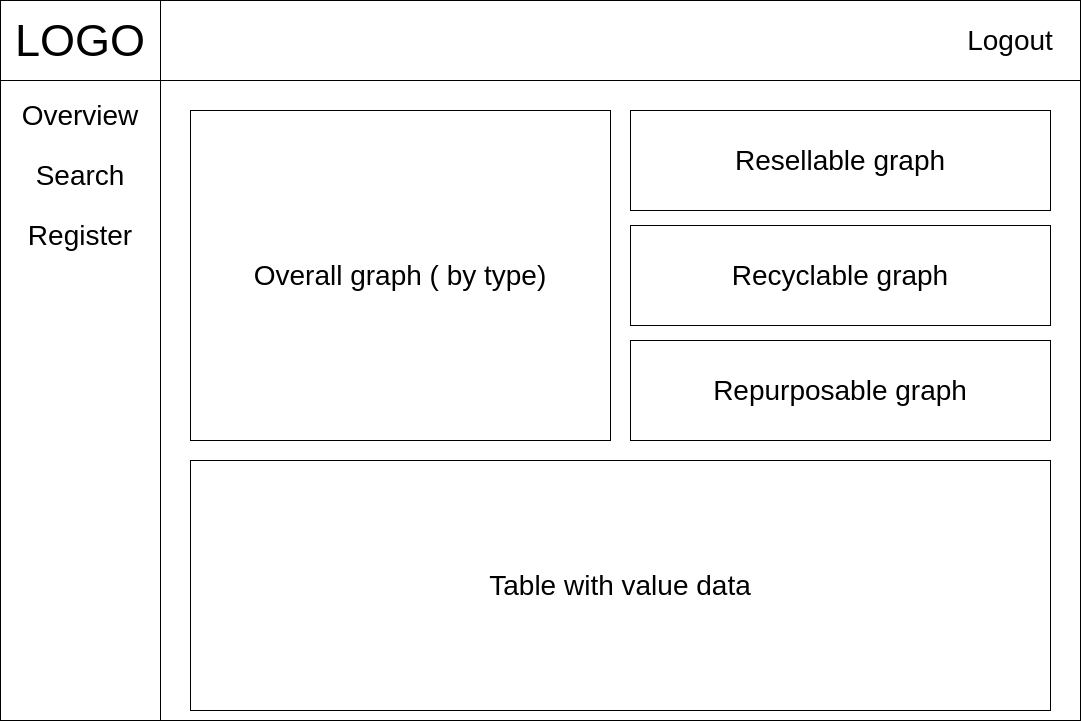 LOGO
Logout
Overview
Search
Register
Overall graph ( by type)
Resellable graph
Recyclable graph
Repurposable graph
Table with value data